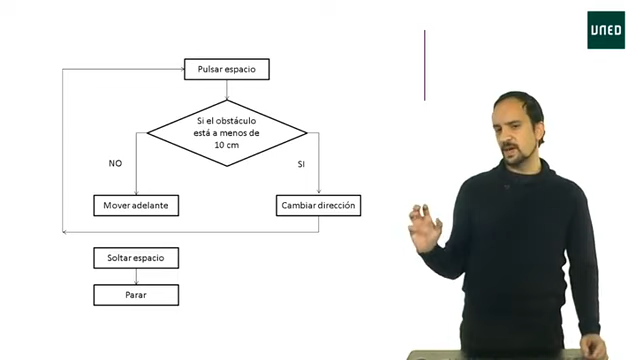 UNED
Pulsar espacio
Si el obstáculo
está a menos de
10 cm
NO
SI
Mover adelante
Cambiar dirección
Soltar espacio
Parar